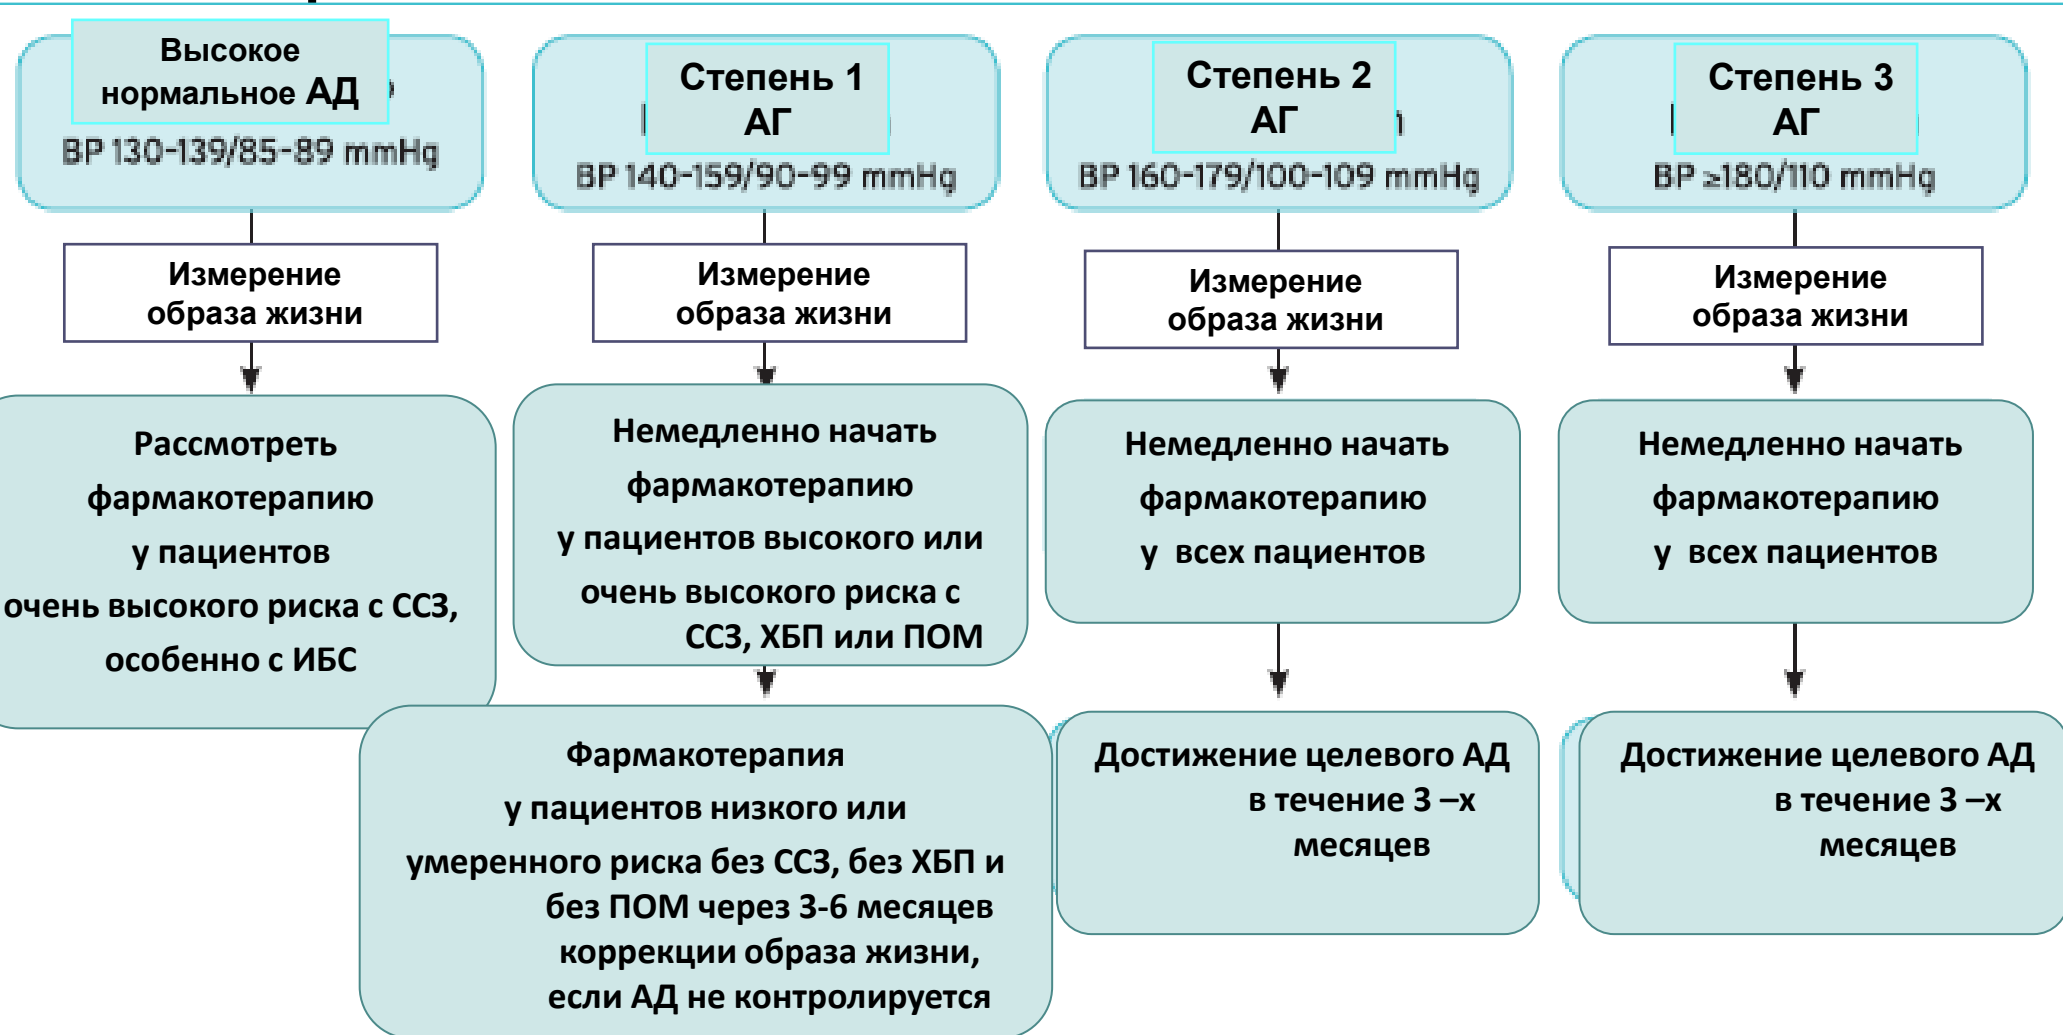 Высокое
нормальное АД
BP 130-139/85-89 mmHg
Степень 1
АГ
BP 140-159/90-99 mmHg
Степень 2
АГ
BP 160-179/100-109 mmHg
Степень 3
АГ
BP ≥180/110 mmHg
Измерение
образа жизни
Измерение
образа жизни
Измерение
образа жизни
Измерение
образа жизни
Рассмотреть
фармакотерапию
у пациентов
очень высокого риска с ССЗ,
особенно с ИБС
Немедленно начать
фармакотерапию
у пациентов высокого или
очень высокого риска с
ССЗ, ХБП или ПОМ
Немедленно начать
фармакотерапию
у всех пациентов
Немедленно начать
фармакотерапию
у всех пациентов
Фармакотерапия
у пациентов низкого или
умеренного риска без ССЗ, без ХБП и
без ПОМ через 3-6 месяцев
коррекции образа жизни,
если АД не контролируется
Достижение целевого АД
в течение 3 –х
месяцев
Достижение целевого АД
в течение 3 –х
месяцев